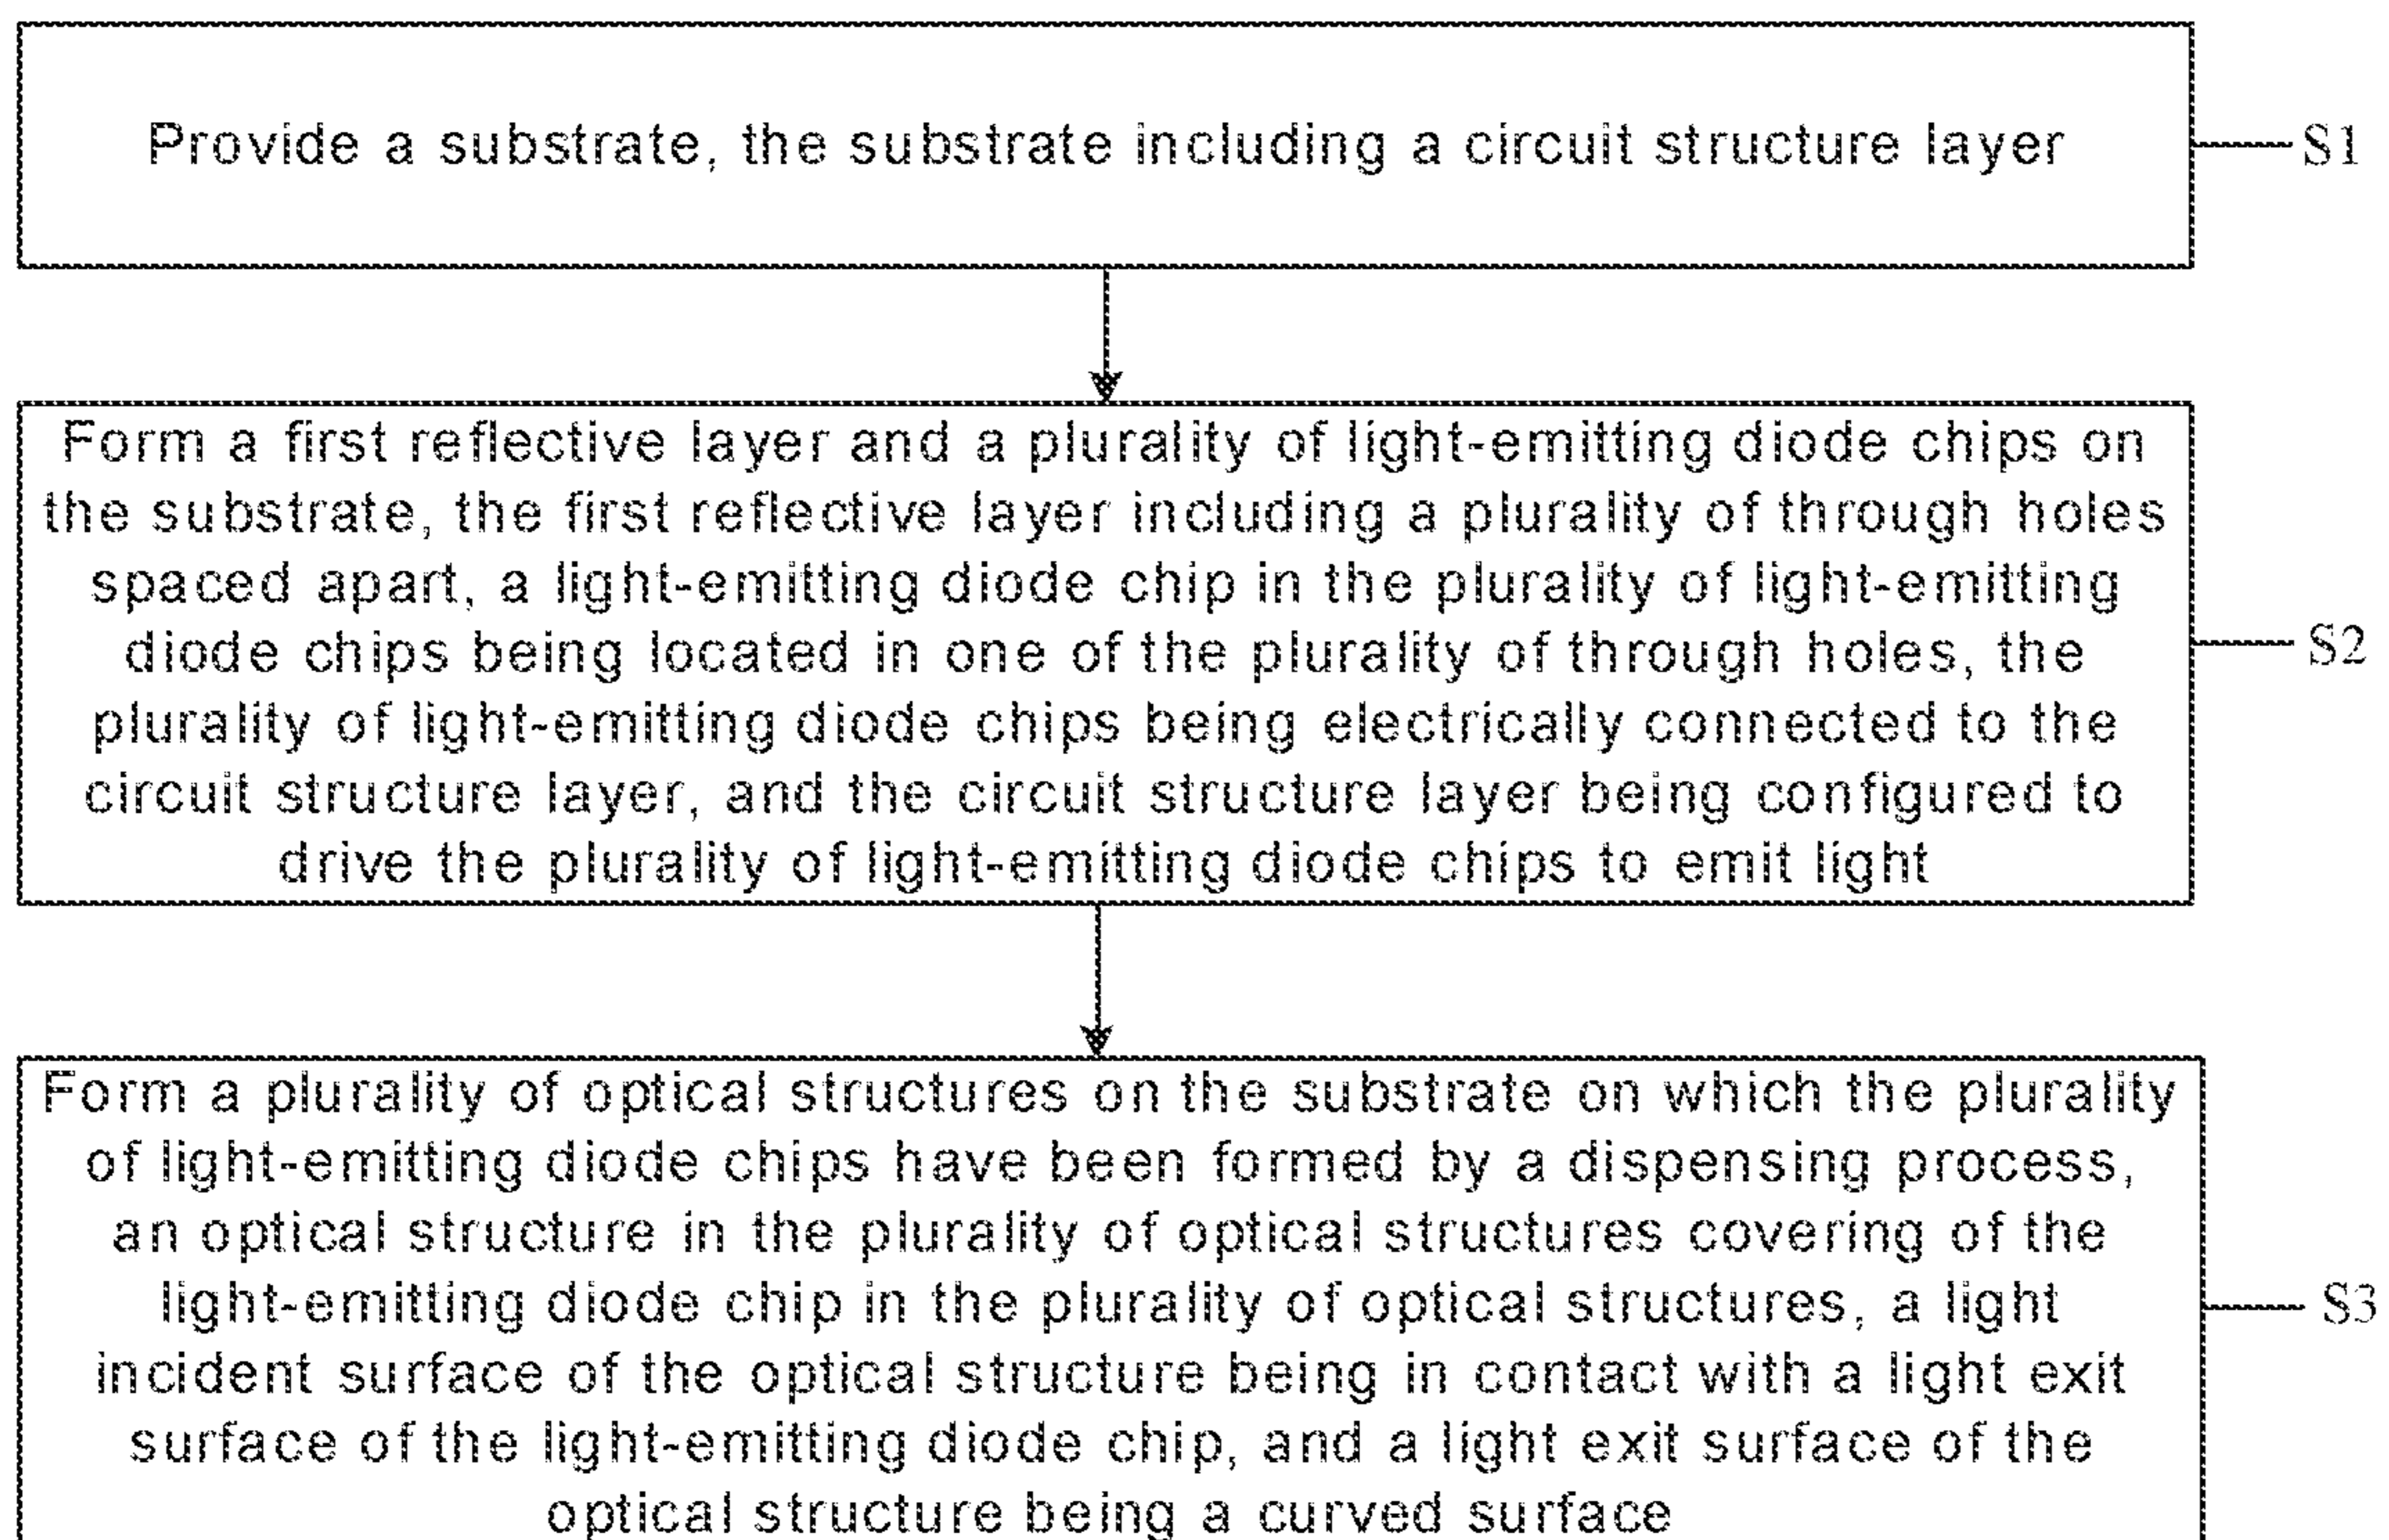 Provide a substrate, the substrate including a circuit structure layer
S1
Form a first reflective layer and a plurality of light-emitting diode chips on
the substrate, the first reflective layer including a plurality of through holes
spaced apart, a light-emitting diode chip in the plurality of light-emitting
diode chips being located in one of the plurality of through holes, the
plurality of light-emitting diode chips being electrically connected to the
circuit structure layer, and the circuit structure layer being configured to
drive the plurality of light-emitting diode chips to emit light
S2
Form a plurality of optical structures on the substrate on which the plurality
of light-emitting diode chips have been formed by a dispensing process,
an optical structure in the plurality of optical structures covering of the
light-emitting diode chip in the plurality of optical structures, a light
incident surface of the optical structure being in contact with a light exit
surface of the light-emitting diode chip, and a light exit surface of the
optical structure being a curved surface
S3